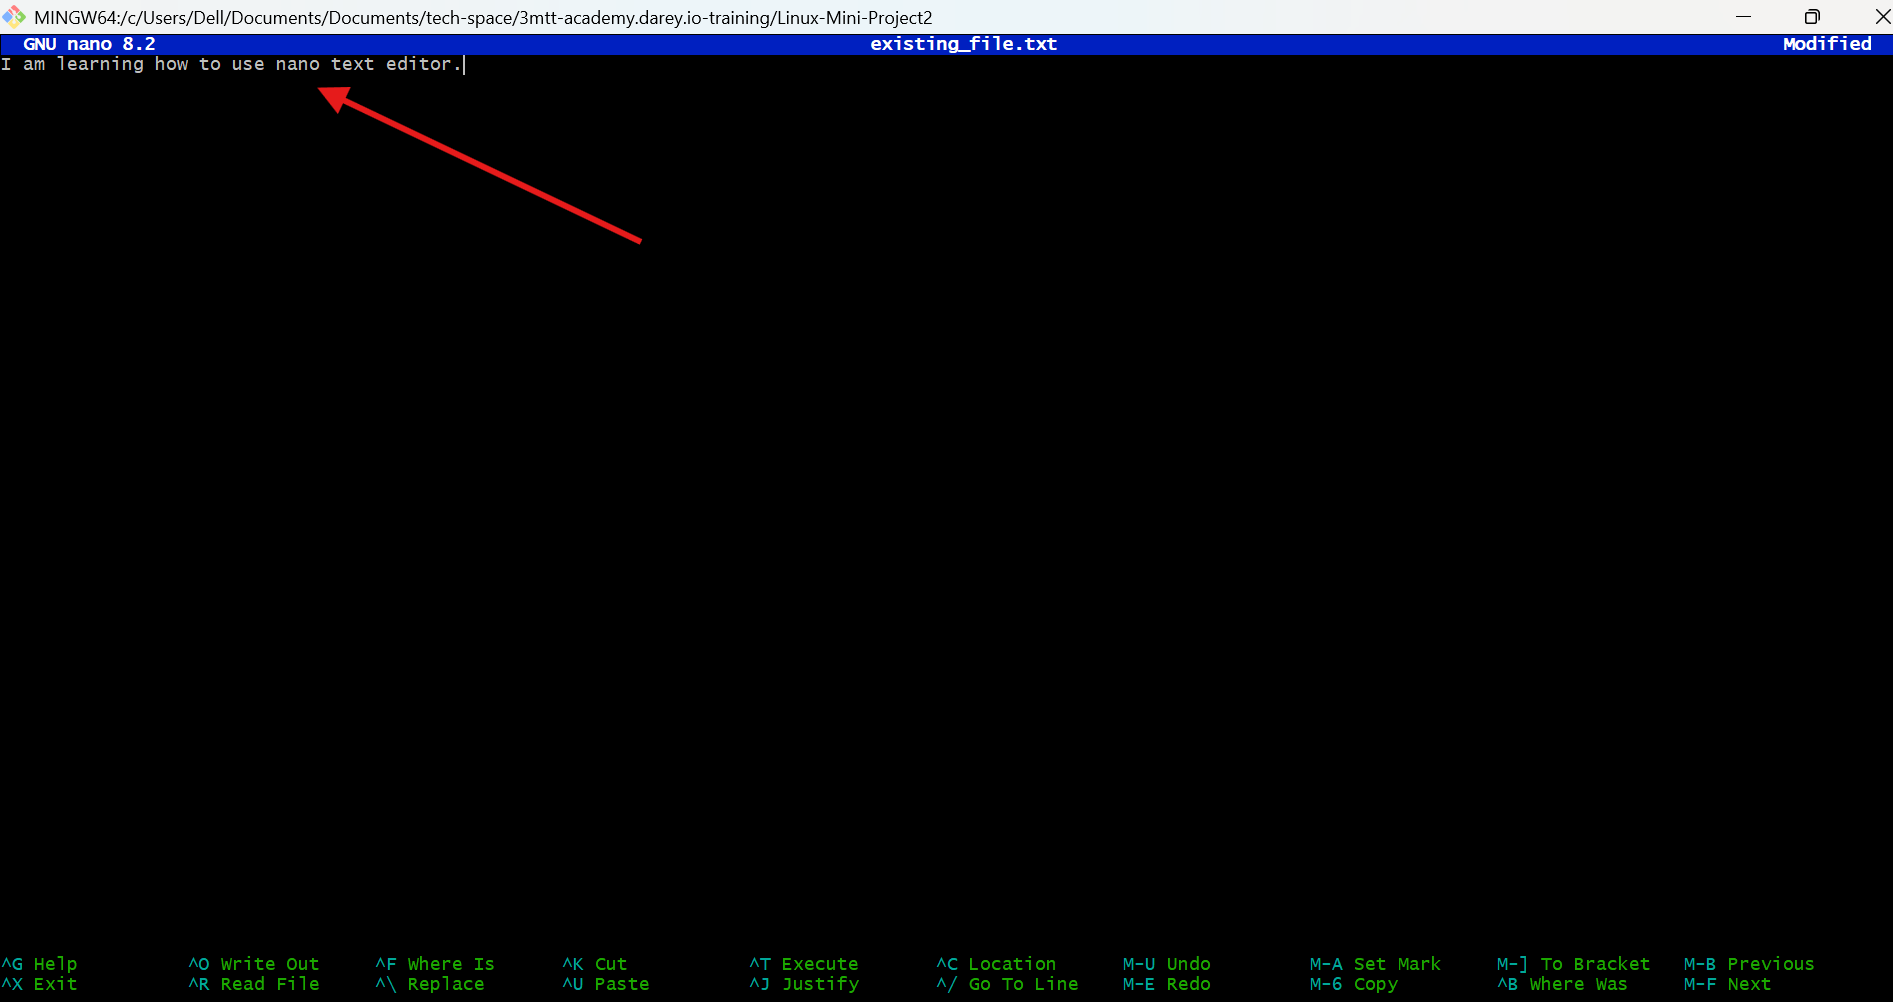 MINGW64:/c/Users/Dell/Documents/Documents/tech-space/3mtt-academy.darey.io-training/Linux-Mini-Project2
GNU nano 8.2 existing_file.txt Modified
I am learning how to use nano text editor.
^G Help ^O Write Out ^F Where Is ^K Cut ^T Execute ^C Location M-U Undo M-A Set Mark M-] To Bracket M-B Previous
^X Exit ^R Read File ^\ Replace ^U Paste ^J Justify ^/ Go To Line M-E Redo M-6 Copy ^B Where Was M-F Next